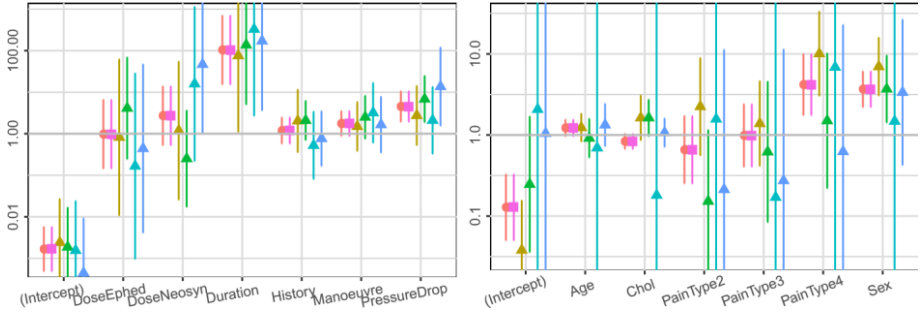 100.00
1.00
0.01
(Intercept)
DoseEphed
DoseNeosyn
Duration
History
Manoeuvre
PressureDrop
10.0
1.0
0.1
(Intercept)
Age
Chol
PainType2
PainType3
PainType4
Sex